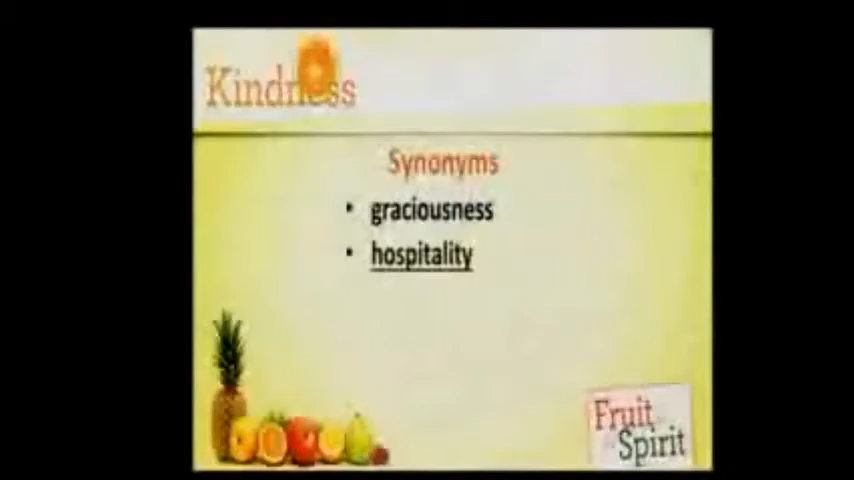 Kindness
Synonyms
• graciousness
• hospitality
Fruit
Spirit